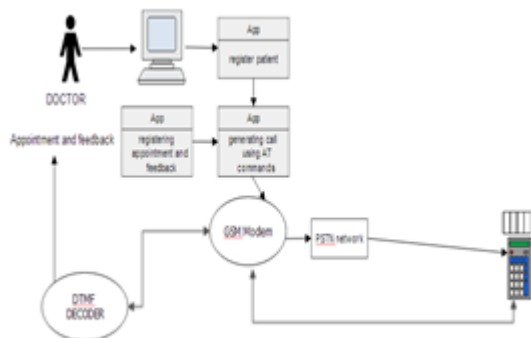 App
register patient
DOCTOR
Appointment and feedback
App
registering
appointment and
feedback
App
generating call
using AT
commands
GSM Modem
PSTN network
DTMF
DECODER